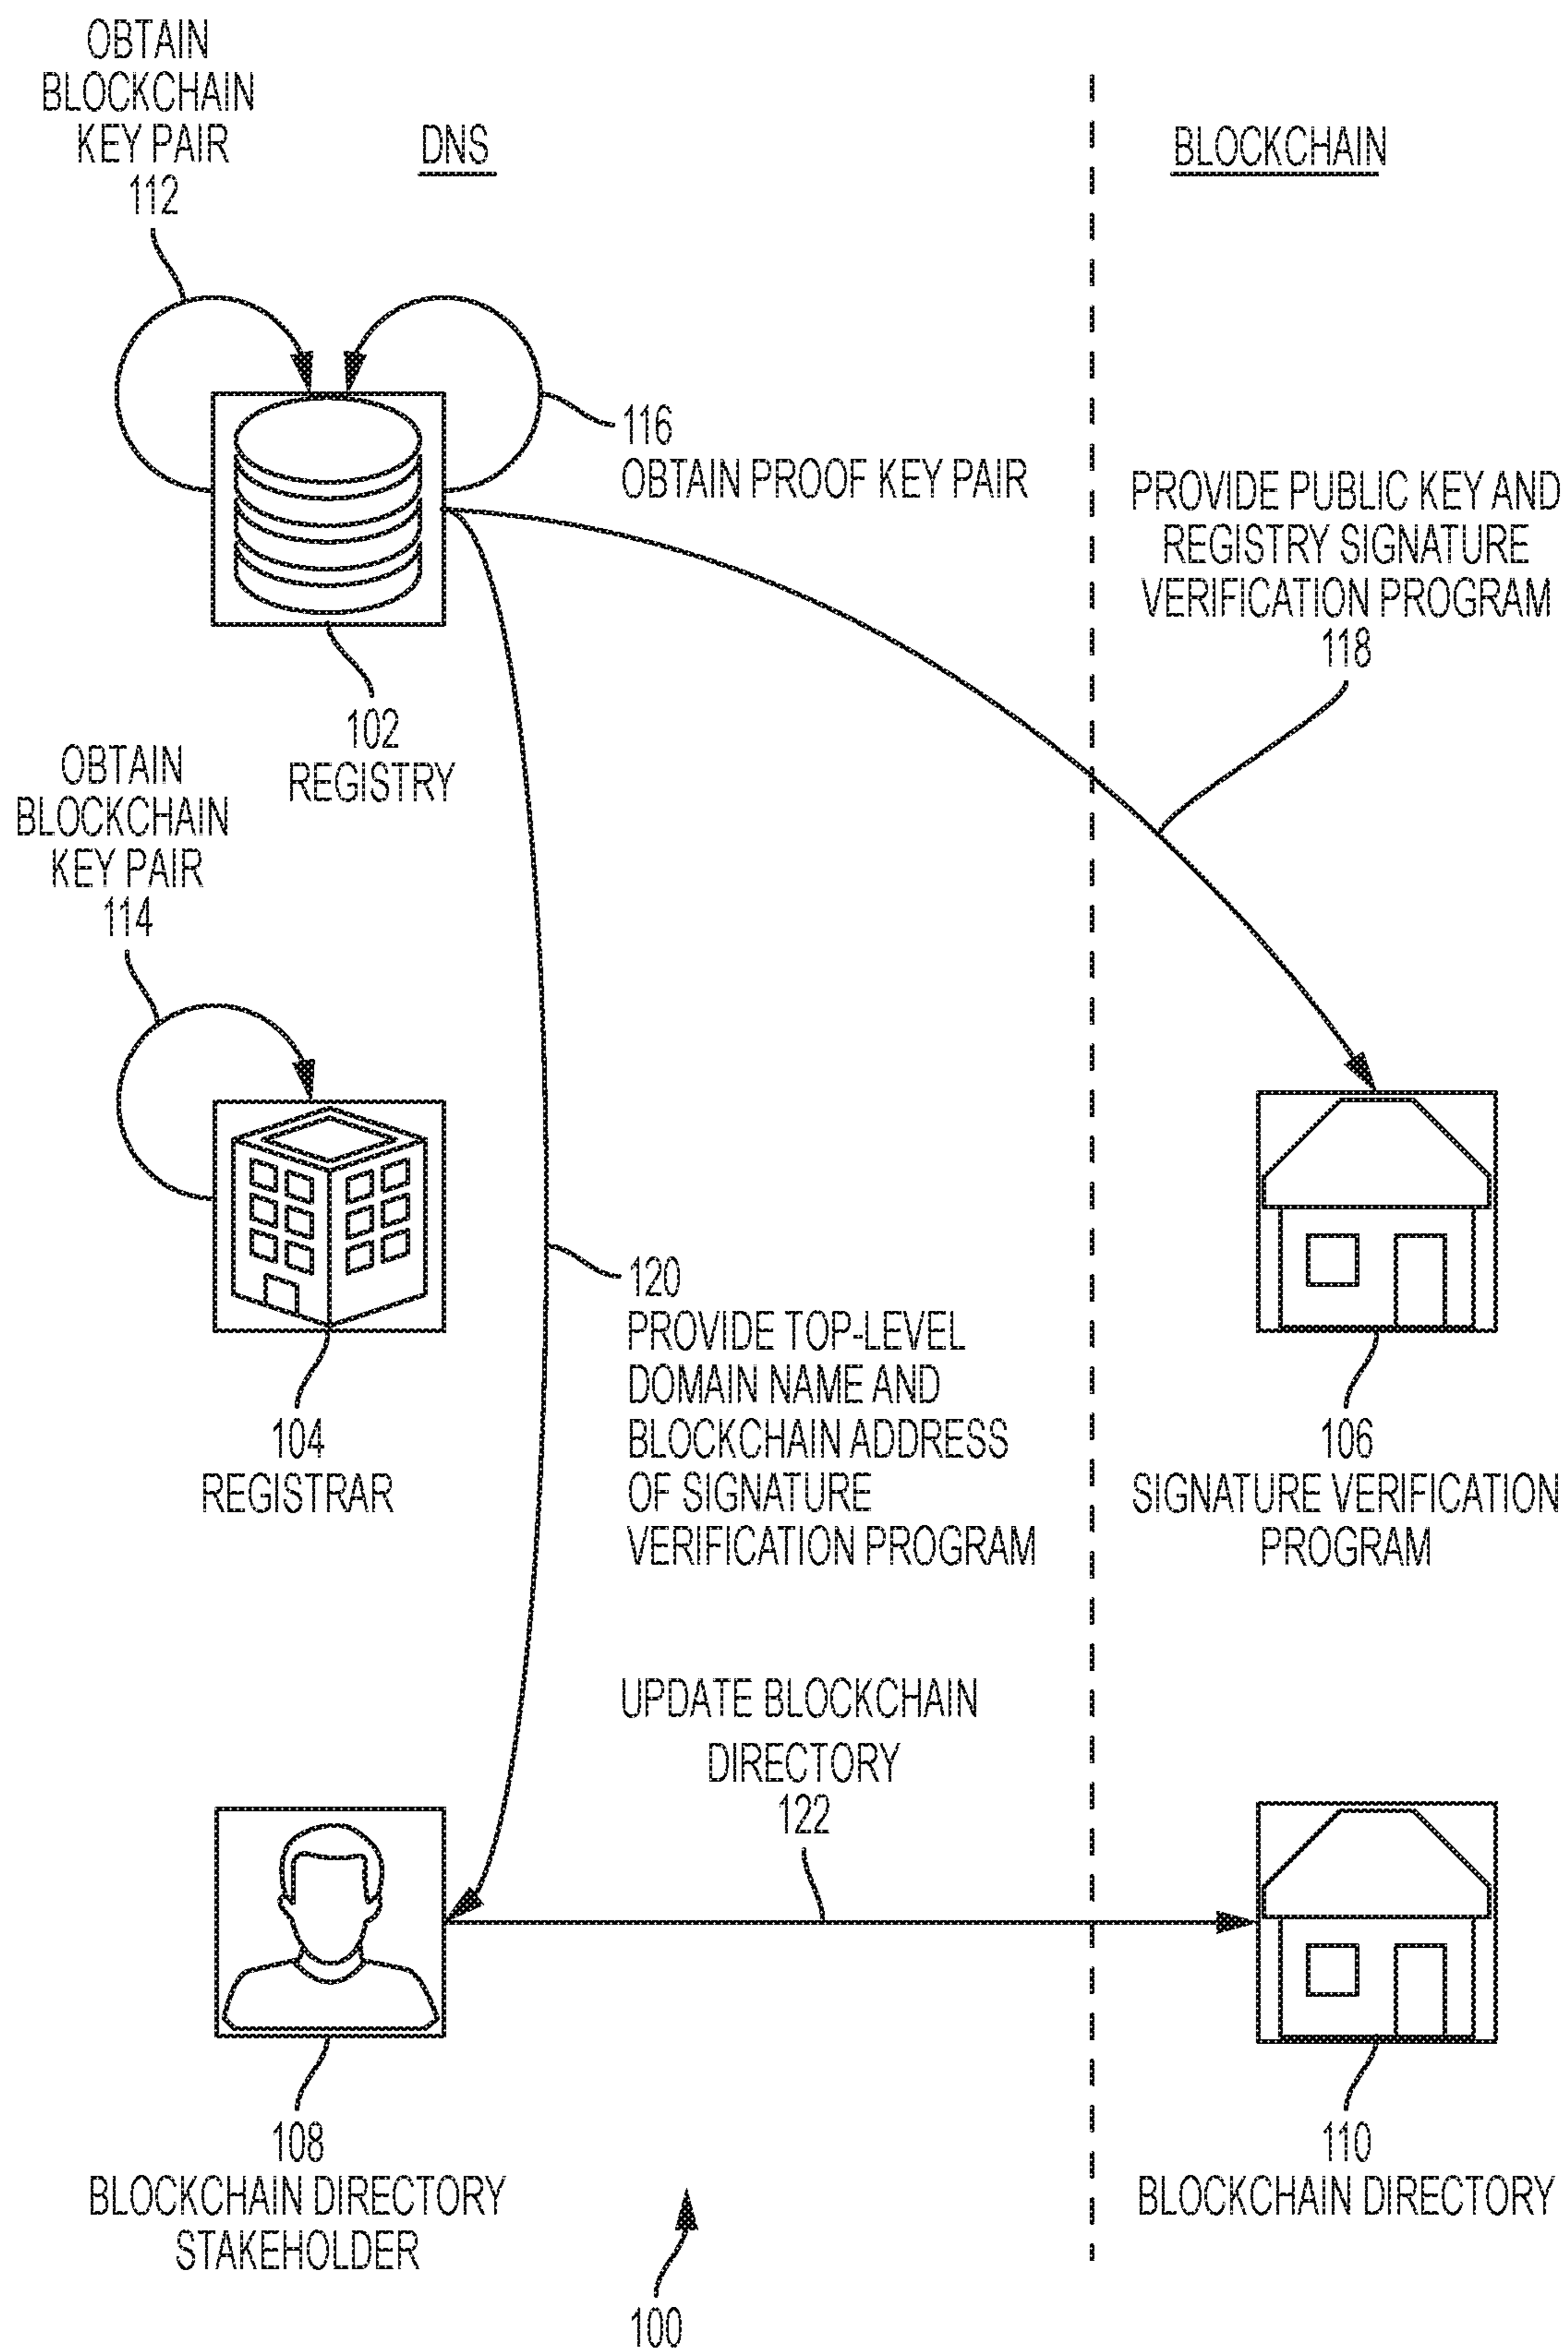 OBTAIN
BLOCKCHAIN
KEY PAIR
112
DNS
BLOCKCHAIN
116
OBTAIN PROOF KEY PAIR
PROVIDE PUBLIC KEY AND
REGISTRY SIGNATURE
VERIFICATION PROGRAM
118
102
REGISTRY
OBTAIN
BLOCKCHAIN
KEY PAIR
114
120
PROVIDE TOP-LEVEL
DOMAIN NAME AND
BLOCKCHAIN ADDRESS
OF SIGNATURE
VERIFICATION PROGRAM
104
REGISTRAR
106
SIGNATURE VERIFICATION
PROGRAM
UPDATE BLOCKCHAIN
DIRECTORY
122
108
BLOCKCHAIN DIRECTORY
STAKEHOLDER
110
BLOCKCHAIN DIRECTORY
100